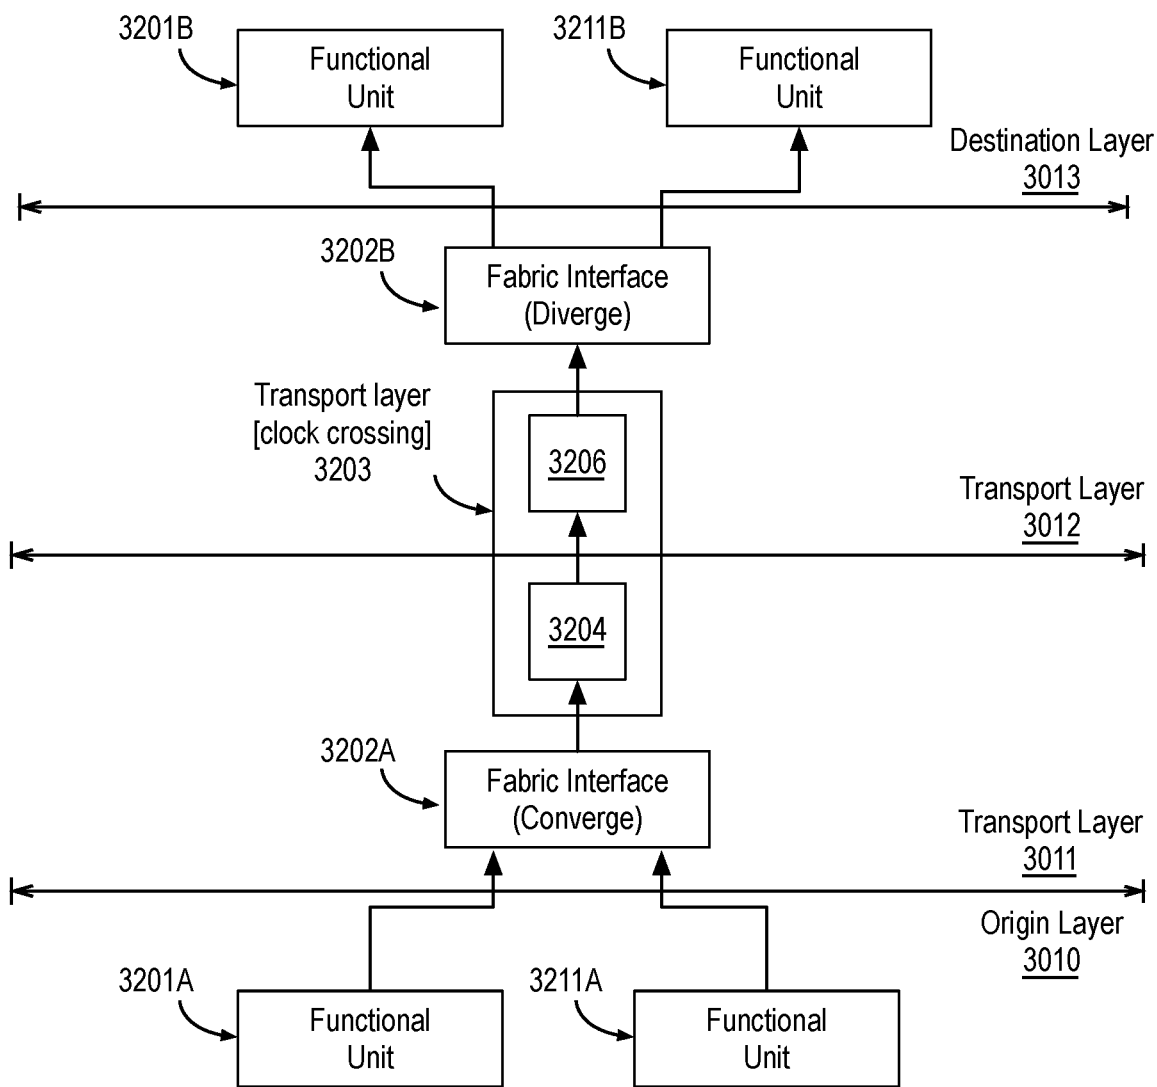 3201B
Functional
Unit
3211B
Functional
Unit
Destination Layer
3013
3202B
Fabric Interface
(Diverge)
Transport layer
[clock crossing]
3203
3206
Transport Layer
3012
3204
3202A
Fabric Interface
(Converge)
Transport Layer
3011
Origin Layer
3010
3201A
Functional
Unit
3211A
Functional
Unit